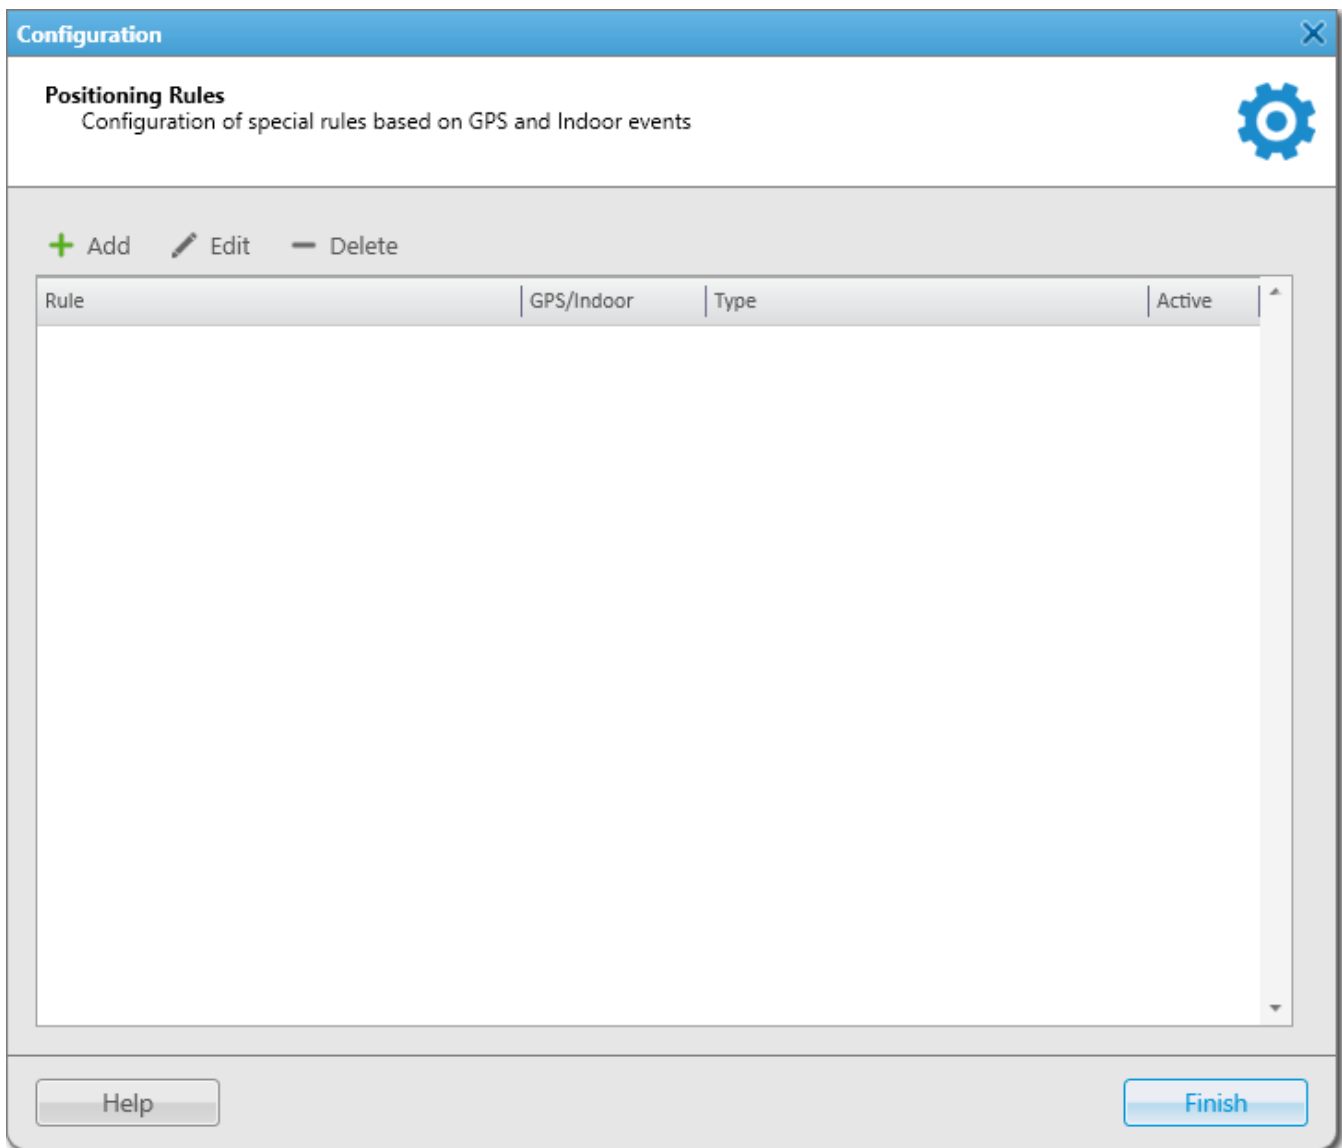 Configuration
Positioning Rules
Configuration of special rules based on GPS and Indoor events
Add Edit Delete
Rule GPS/Indoor Type Active
Help Finish